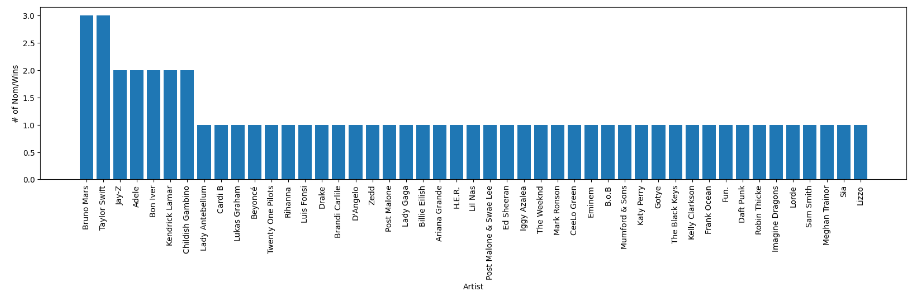 # of Nom/Wins
3.0
2.5
2.0
1.5
1.0
0.5
0.0
Bruno Mars
Taylor Swift
Jay-Z
Adele
Bon Iver
Kendrick Lamar
Childish Gambino
Lady Antebellum
Cardi B
Lukas Graham
Beyoncé
Twenty One Pilots
Rihanna
Luis Fonsi
Drake
Brandi Carlile
D'Angelo
Zedd
Post Malone
Lady Gaga
Billie Eilish
Ariana Grande
H.E.R.
Lil Nas
Post Malone & Swae Lee
Ed Sheeran
Iggy Azalea
The Weeknd
Mark Ronson
CeeLo Green
Eminem
B.o.B
Mumford & Sons
Katy Perry
Gotye
The Black Keys
Kelly Clarkson
Frank Ocean
Fun.
Daft Punk
Robin Thicke
Imagine Dragons
Lorde
Sam Smith
Meghan Trainor
Sia
Lizzo
Artist